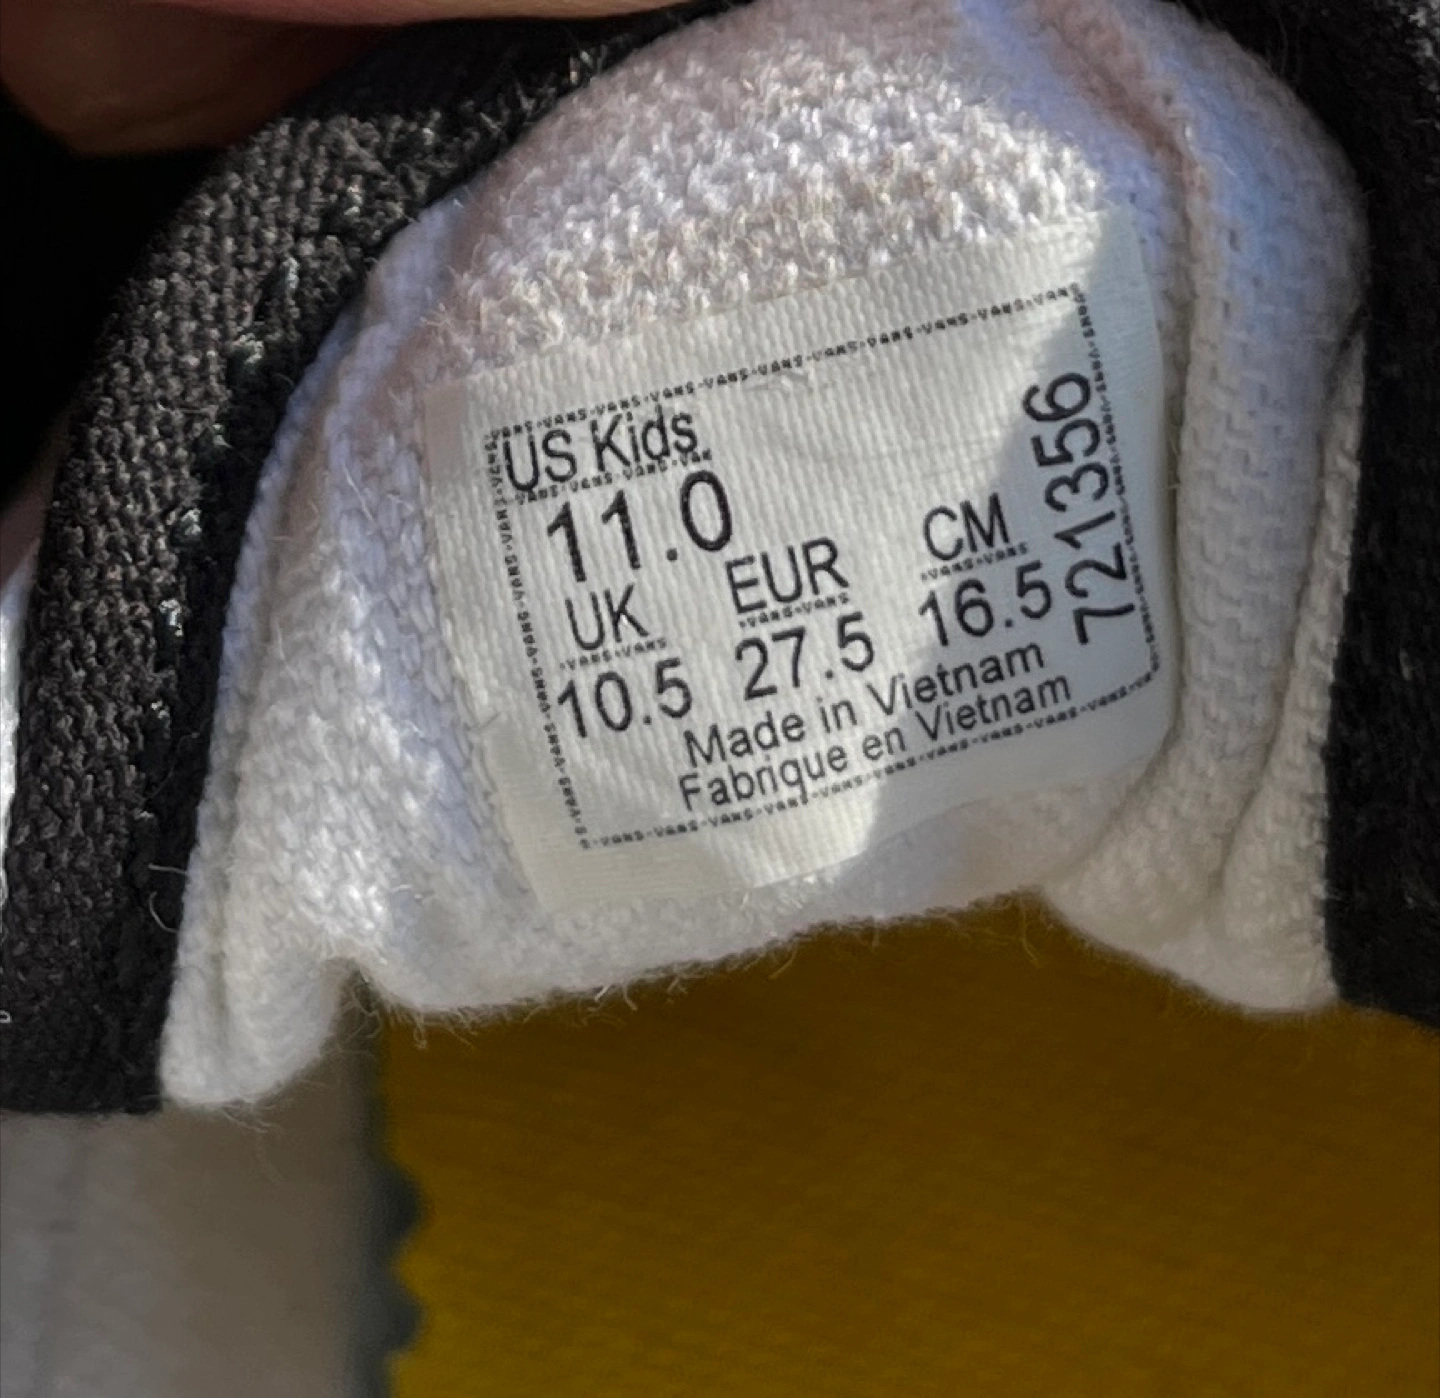 US Kids
11.0
UK EUR CM
10.5 27.5 16.5
Made in Vietnam
Fabrique en Vietnam
721356